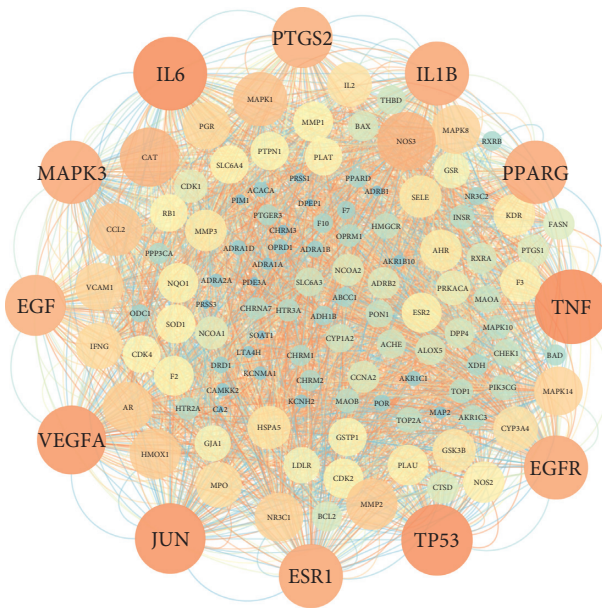 PTGS2
IL6
IL1B
IL2
MAPK1
THBD
PGR
MMP1
BAX
NOS3
MAPK8
RXRB
CAT
SLC6A4
PTPN1
PLAT
GSR
MAPK3
PPARG
CDK1
ACACA
PRSS1
PPARD
ADRB1
NR3C2
PIM1
DPEP1
SELE
INSR
KDR
FASN
RB1
PTGER3
F10
F7
HMGCR
CCL2
MMP3
CHRM3
OPRM1
PTGS1
ADRA1D
OPRD1
ADRA1B
AHR
RXRA
PPP3CA
ADRA1A
AKR1B10
VCAM1
NQO1
ADRA2A
PDE3A
SLC6A3
NCOA2
ADRB2
PRKACA
F3
ABCC1
MAOA
EGF
TNF
ODC1
PRSS3
CHRNA7
HTR3A
ADH1B
PON1
ESR2
SOD1
NCOA1
SOAT1
CYP1A2
ACHE
DPP4
MAPK10
IFNG
CDK4
LTA4H
CHRM1
ALOX5
CHEK1
BAD
F2
DRD1
KCNMA1
CCNA2
XDH
AR
HTR2A
CAMKK2
CHRM2
AKR1C1
TOP1
PIK3CG
MAPK14
CA2
KCNH2
MAOB
POR
MAP2
AKR1C3
VEGFA
GJA1
HSPA5
TOP2A
CYP3A4
HMOX1
GSTP1
GSK3B
EGFR
LDLR
PLAU
MPO
CDK2
CTSD
NOS2
MMP2
NR3C1
BCL2
JUN
TP53
ESR1